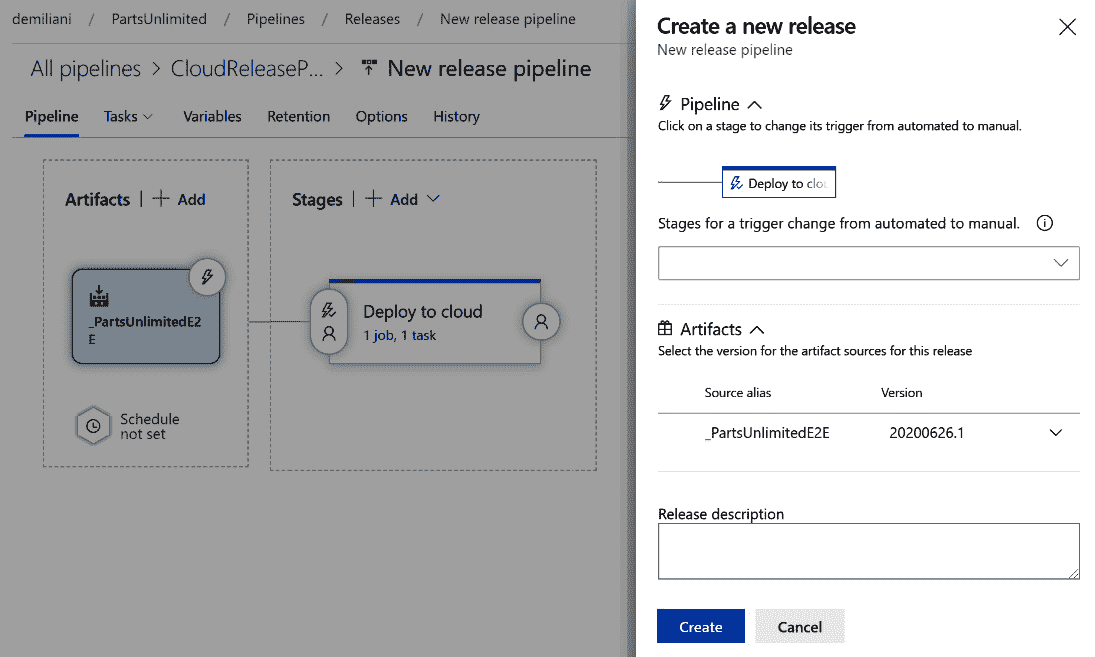 demiliani / PartsUnlimited / Pipelines / Releases / New release pipeline
All pipelines > CloudReleaseP... > New release pipeline
Pipeline Tasks Variables Retention Options History
Artifacts | + Add
Stages | + Add
_PartsUnlimitedE2
E
Deploy to cloud
1 job, 1 task
Schedule
not set
Create a new release
New release pipeline
Pipeline
Click on a stage to change its trigger from automated to manual.
Deploy to clou
Stages for a trigger change from automated to manual.
Artifacts
Select the version for the artifact sources for this release
Source alias Version
_PartsUnlimitedE2E 20200626.1
Release description
Create Cancel